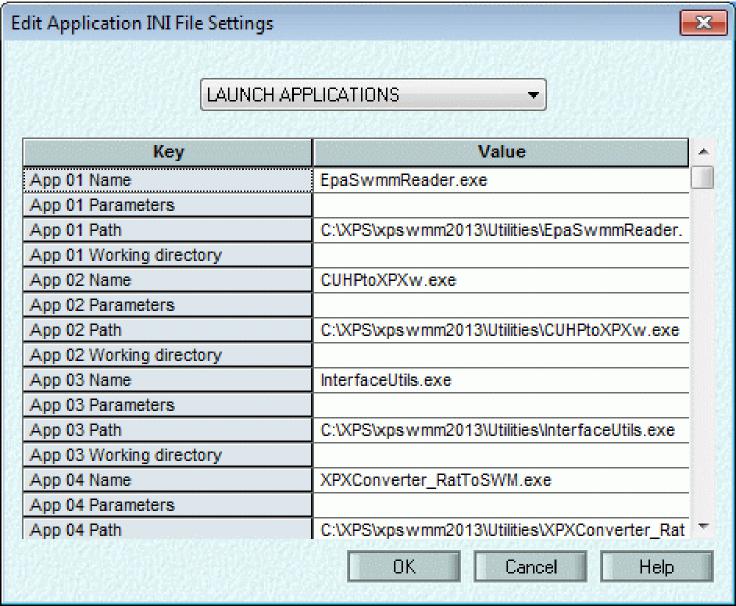 Edit Application INI File Settings
LAUNCH APPLICATIONS
Key Value
App 01 Name EpaSwmmReader.exe
App 01 Parameters
App 01 Path C:\XPS\xpswmm2013\Utilities\EpaSwmmReader.
App 01 Working directory
App 02 Name CUHPtoXPXw.exe
App 02 Parameters
App 02 Path C:\XPS\xpswmm2013\Utilities\CUHPtoXPXw.exe
App 02 Working directory
App 03 Name InterfaceUtils.exe
App 03 Parameters
App 03 Path C:\XPS\xpswmm2013\Utilities\InterfaceUtils.exe
App 03 Working directory
App 04 Name XPXConverter_RatToSWM.exe
App 04 Parameters
App 04 Path C:\XPS\xpswmm2013\Utilities\XPXConverter_Rat
OK Cancel Help